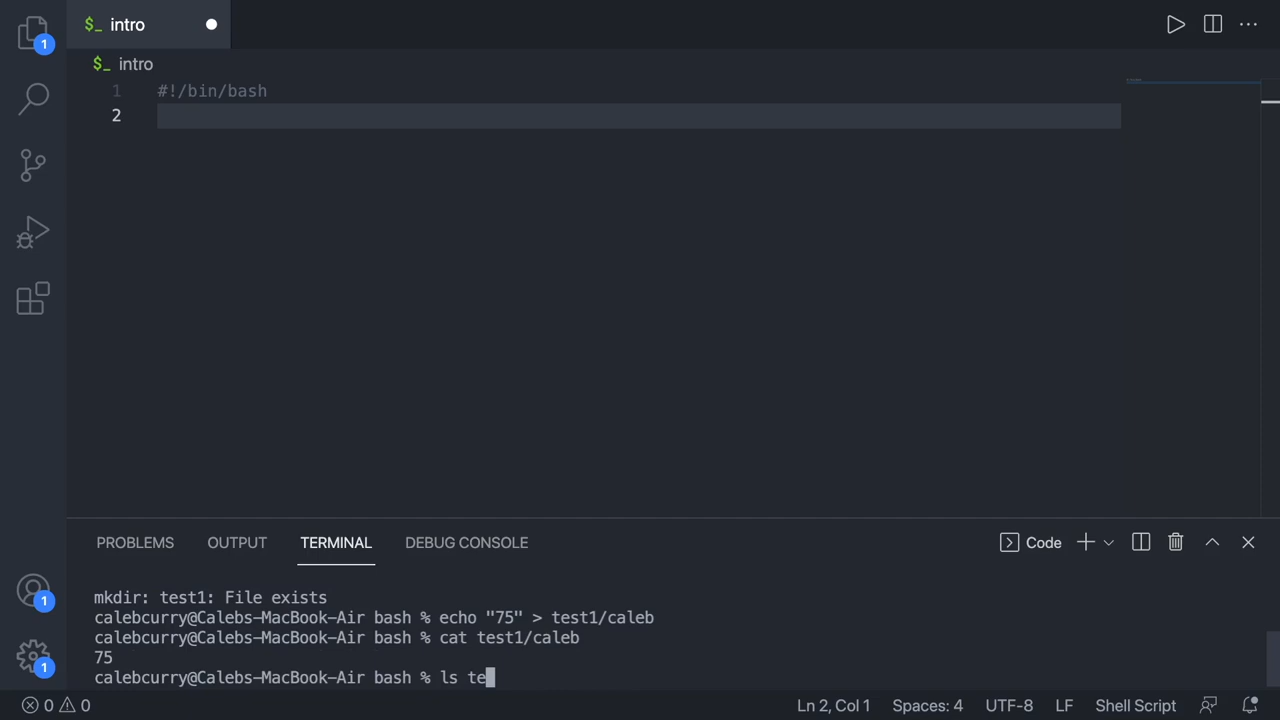 $_ intro
$_ intro
1 #!/bin/bash
2
PROBLEMS OUTPUT TERMINAL DEBUG CONSOLE Code
mkdir: test1: File exists
calebcurry@Calebs-MacBook-Air bash % echo "75" > test1/caleb
calebcurry@Calebs-MacBook-Air bash % cat test1/caleb
75
calebcurry@Calebs-MacBook-Air bash % ls te
0 0 Ln 2, Col 1 Spaces: 4 UTF-8 LF Shell Script
1
1
1